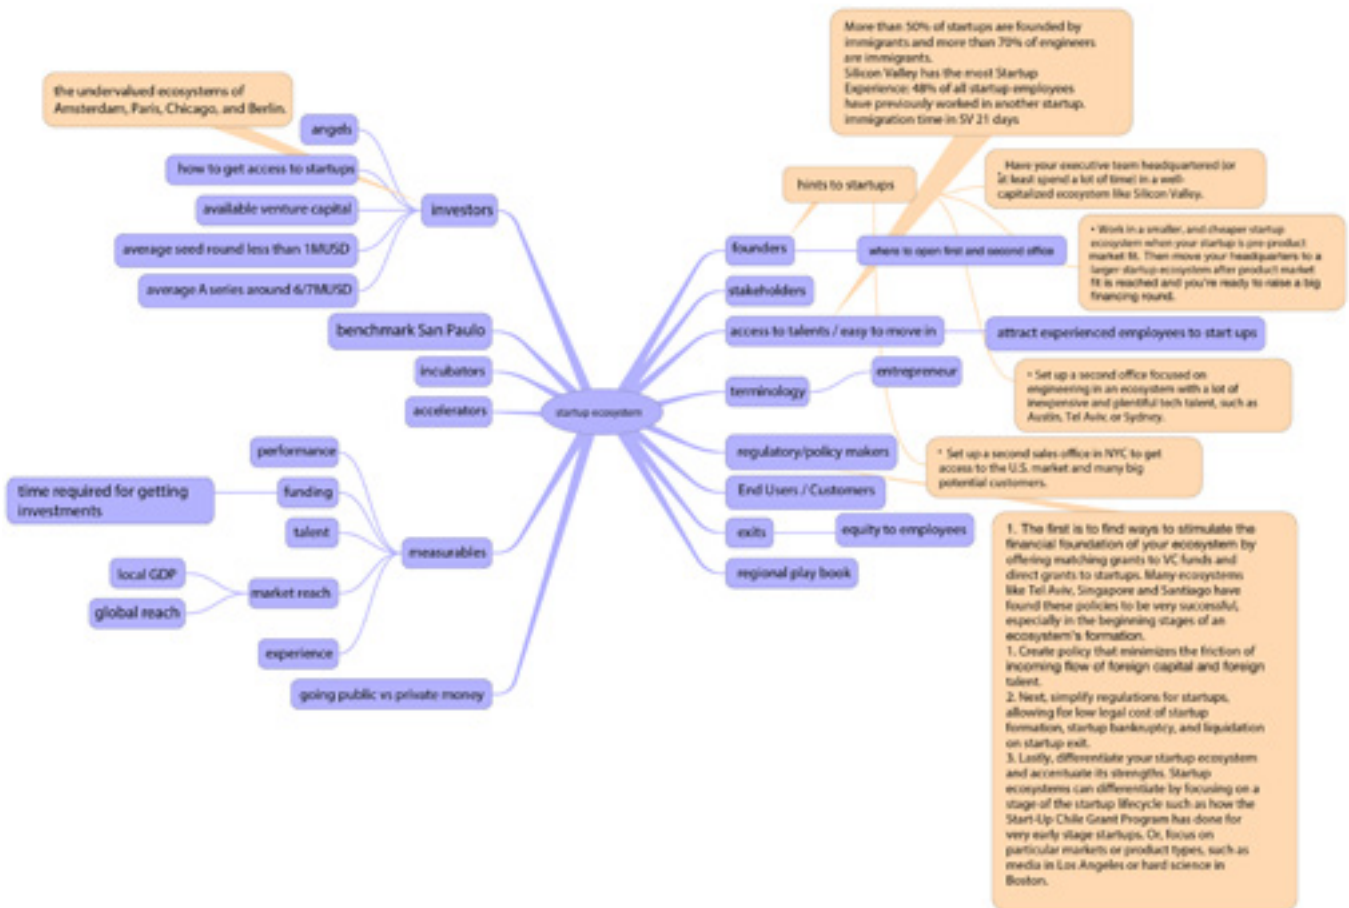 the undervalued ecosystems of
Amsterdam, Paris, Chicago, and Berlin.
angels
how to get access to startups
available venture capital
average seed round less than 1MUSD
average A series around 6/7MUSD
investors
benchmark San Paulo
incubators
accelerators
performance
time required for getting
investments
funding
talent
local GDP
global reach
market reach
experience
measurables
going public vs private money
startup ecosystem
More than 50% of startups are founded by
immigrants and more than 70% of engineers
are immigrants.
Silicon Valley has the most Startup
Experience: 48% of all startup employees
have previously worked in another startup.
immigration time in SV 21 days
hints to startups
Have your executive team headquartered (or
at least spend a lot of time) in a well-
capitalized ecosystem like Silicon Valley.
founders
where to open first and second office
• Work in a smaller, and cheaper startup
ecosystem when your startup is pre-product
market fit. Then move your headquarters to a
larger startup ecosystem after product market
fit is reached and you're ready to raise a big
financing round.
stakeholders
access to talents / easy to move in
attract experienced employees to start ups
terminology
entrepreneur
• Set up a second office focused on
engineering in an ecosystem with a lot of
inexpensive and plentiful tech talent, such as
Austin, Tel Aviv, or Sydney.
regulatory/policy makers
• Set up a second sales office in NYC to get
access to the U.S. market and many big
potential customers.
End Users / Customers
exits
equity to employees
regional play book
1. The first is to find ways to stimulate the
financial foundation of your ecosystem by
offering matching grants to VC funds and
direct grants to startups. Many ecosystems
like Tel Aviv, Singapore and Santiago have
found these policies to be very successful,
especially in the beginning stages of an
ecosystem's formation.
1. Create policy that minimizes the friction of
incoming flow of foreign capital and foreign
talent.
2. Next, simplify regulations for startups,
allowing for low legal cost of startup
formation, startup bankruptcy, and liquidation
on startup exit.
3. Lastly, differentiate your startup ecosystem
and accentuate its strengths. Startup
ecosystems can differentiate by focusing on a
stage of the startup lifecycle such as how the
Start-Up Chile Grant Program has done for
very early stage startups. Or, focus on
particular markets or product types, such as
media in Los Angeles or hard science in
Boston.